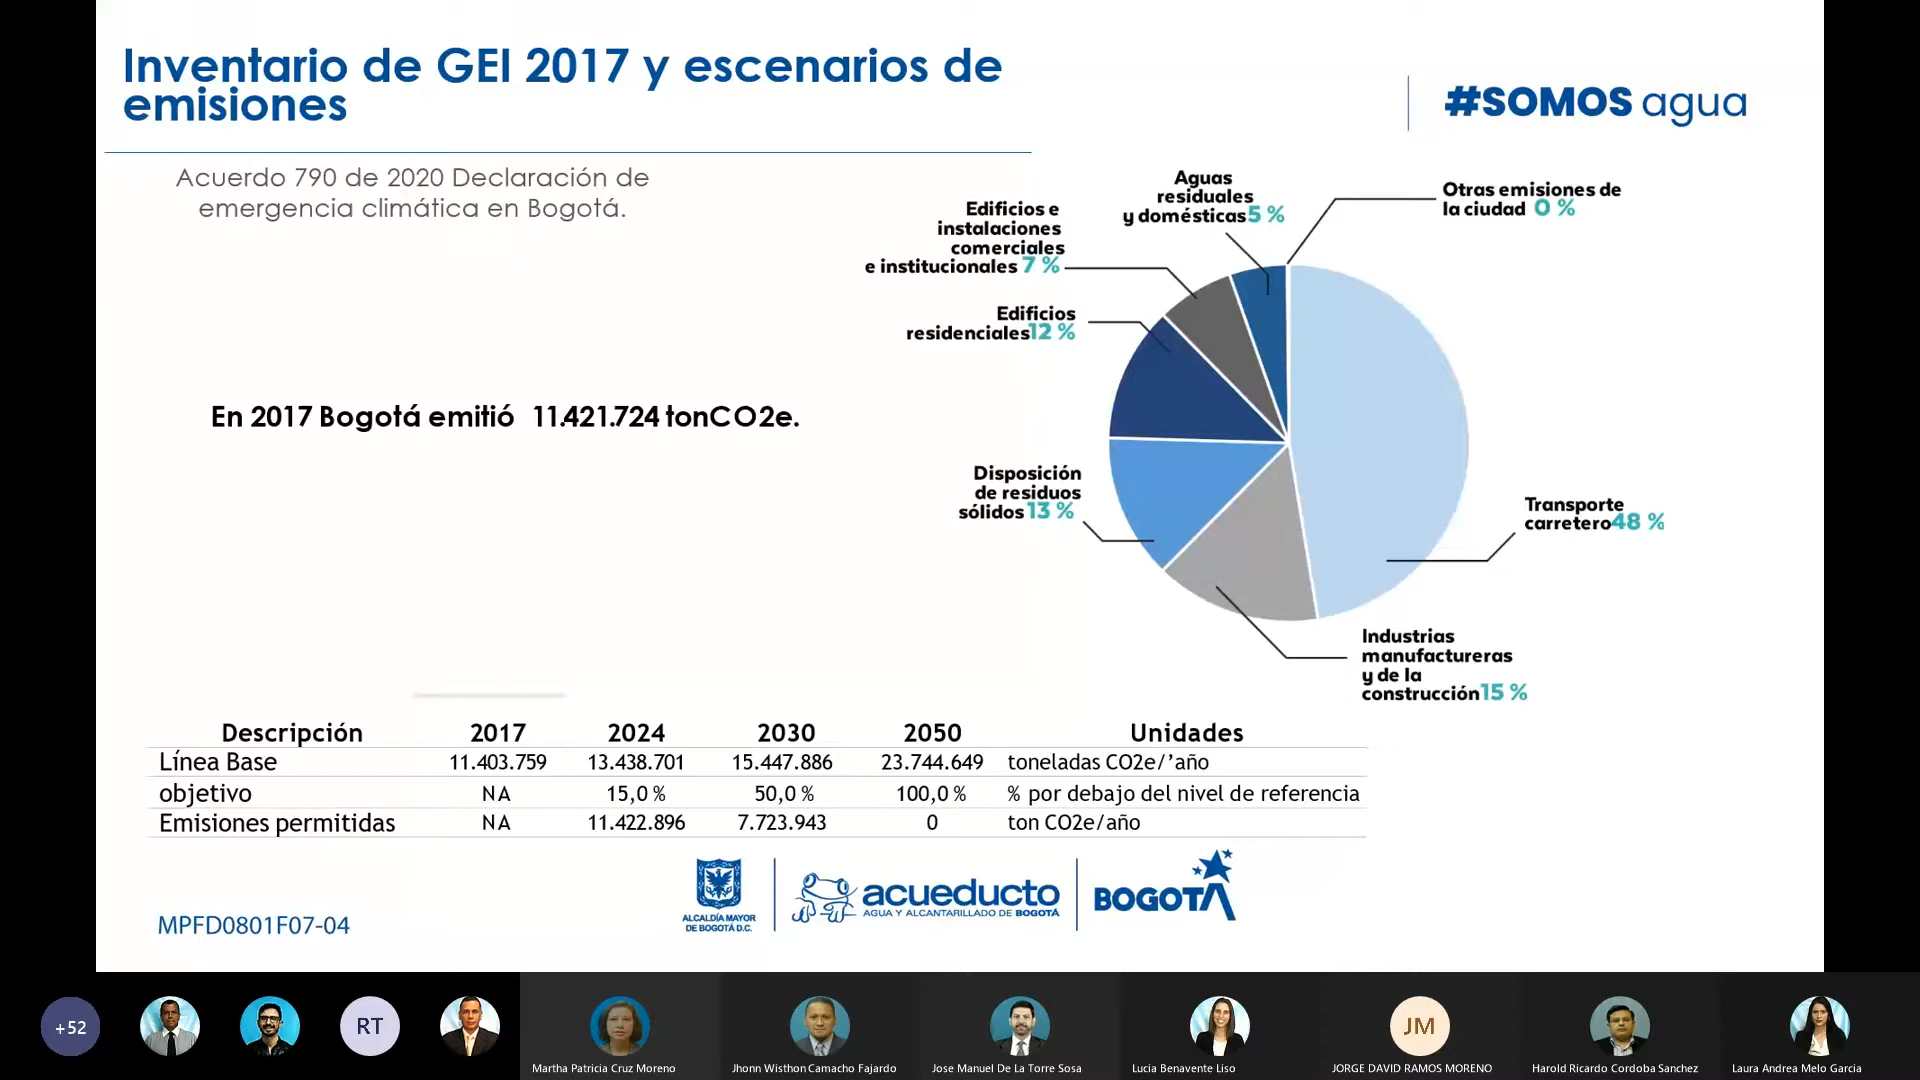 Inventario de GEI 2017 y escenarios de
emisiones
#SOMOS agua
Acuerdo 790 de 2020 Declaración de
emergencia climática en Bogotá.
En 2017 Bogotá emitió 11.421.724 tonCO2e.
Aguas
residuales
y domésticas 5 %
Otras emisiones de
la ciudad 0 %
Edificios e
instalaciones
comerciales
e institucionales 7 %
Edificios
residenciales 12 %
Disposición
de residuos
sólidos 13 %
Transporte
carretero 48 %
Industrias
manufactureras
y de la
construcción 15 %
Descripción 2017 2024 2030 2050 Unidades
Línea Base 11.403.759 13.438.701 15.447.886 23.744.649 toneladas CO2e/’año
objetivo NA 15,0 % 50,0 % 100,0 % % por debajo del nivel de referencia
Emisiones permitidas NA 11.422.896 7.723.943 0 ton CO2e/año
ALCALDÍA MAYOR
DE BOGOTÁ D.C.
acueducto
AGUA Y ALCANTARILLADO DE BOGOTÁ
BOGOTÁ
MPFD0801F07-04
+52
RT
JM
Martha Patricia Cruz Moreno
Jhonn Wisthon Camacho Fajardo
Jose Manuel De La Torre Sosa
Lucia Benavente Liso
JORGE DAVID RAMOS MORENO
Harold Ricardo Cordoba Sanchez
Laura Andrea Melo Garcia